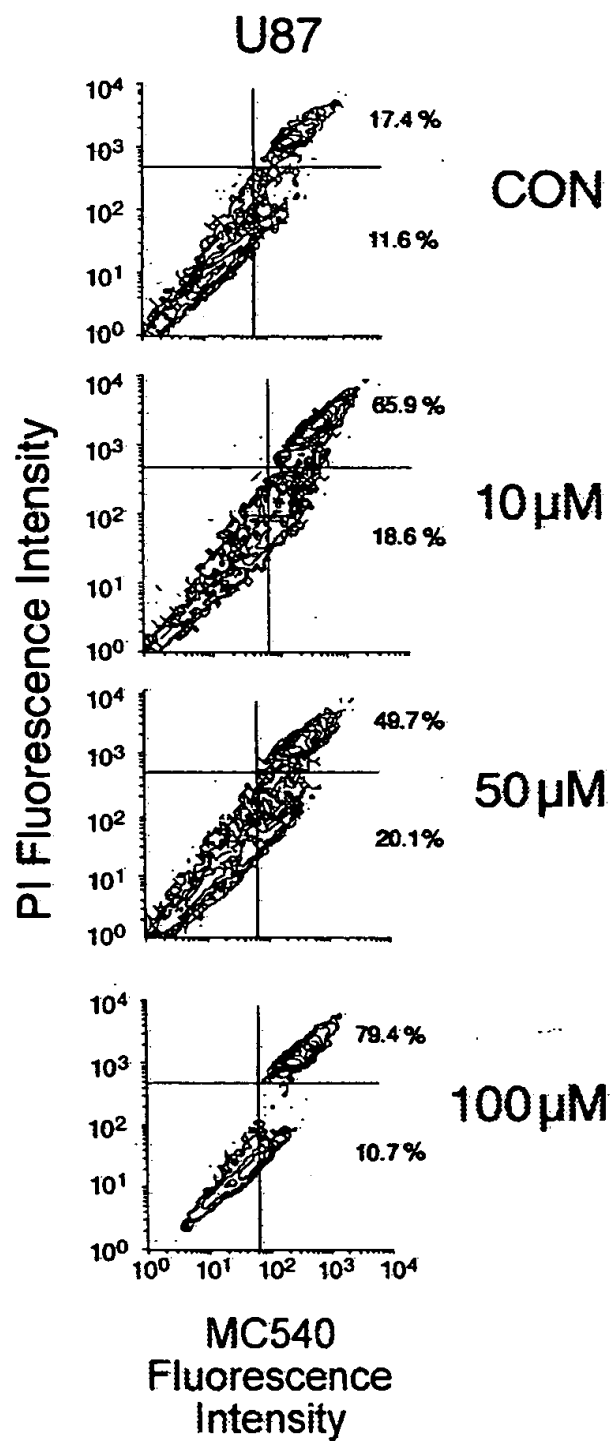 U87
10⁴
10³
10²
10¹
10⁰
17.4 %
11.6 %
CON
10⁴
10³
10²
10¹
10⁰
65.9 %
18.6 %
10 µM
10⁴
10³
10²
10¹
10⁰
49.7%
20.1%
50 µM
10⁴
10³
10²
10¹
10⁰
79.4 %
10.7 %
100 µM
10⁰ 10¹ 10² 10³ 10⁴
PI Fluorescence Intensity
MC540
Fluorescence
Intensity